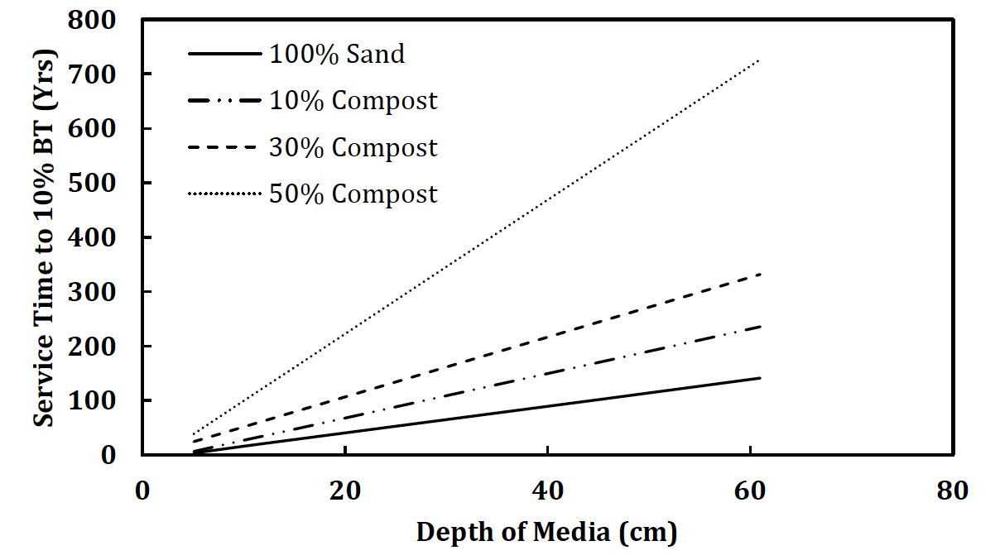 800
700
600
500
400
300
200
100
0
Service Time to 10% BT (Yrs)
100% Sand
10% Compost
30% Compost
50% Compost
0 20 40 60 80
Depth of Media (cm)